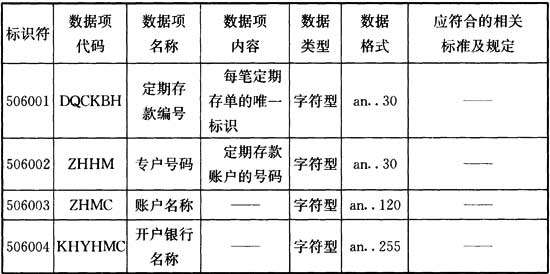 标识符 数据项代码 数据项名称 数据项内容 数据类型 数据格式 应符合的相关标准及规定
506001 DQCKBH 定期存款编号 每笔定期存单的唯一标识 字符型 an..30 ——
506002 ZHHM 专户号码 定期存款账户的号码 字符型 an..30 ——
506003 ZHMC 账户名称 —— 字符型 an..120 ——
506004 KHYHMC 开户银行名称 —— 字符型 an..255 ——